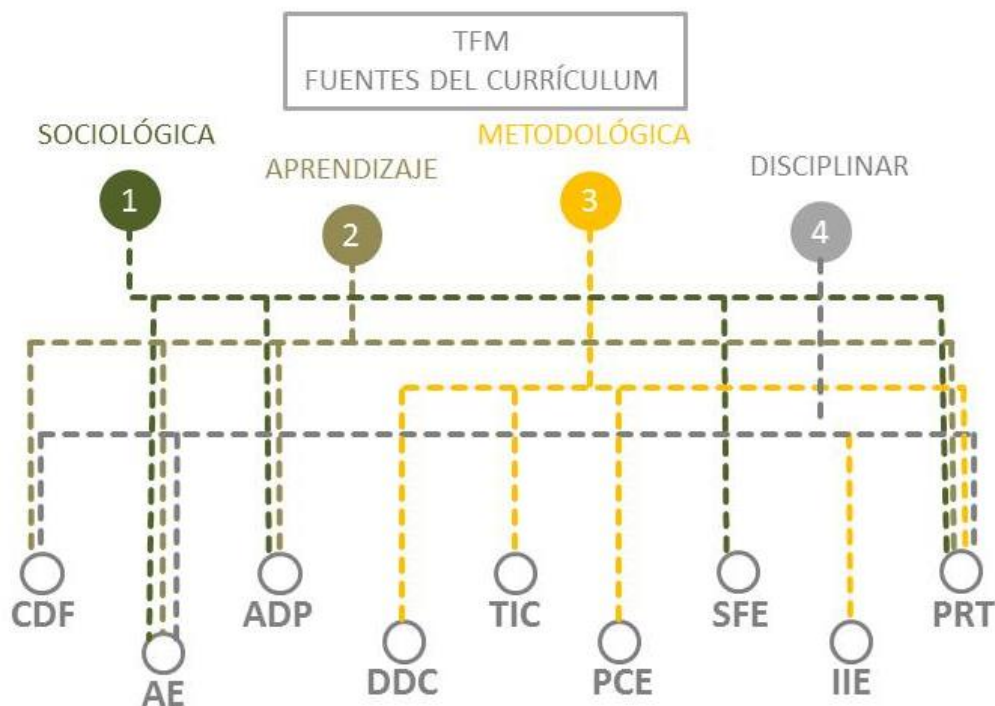 TFM
FUENTES DEL CURRÍCULUM
SOCIOLÓGICA
METODOLÓGICA
APRENDIZAJE
DISCIPLINAR
1
2
3
4
CDF
ADP
TIC
SFE
PRT
AE
DDC
PCE
IIE